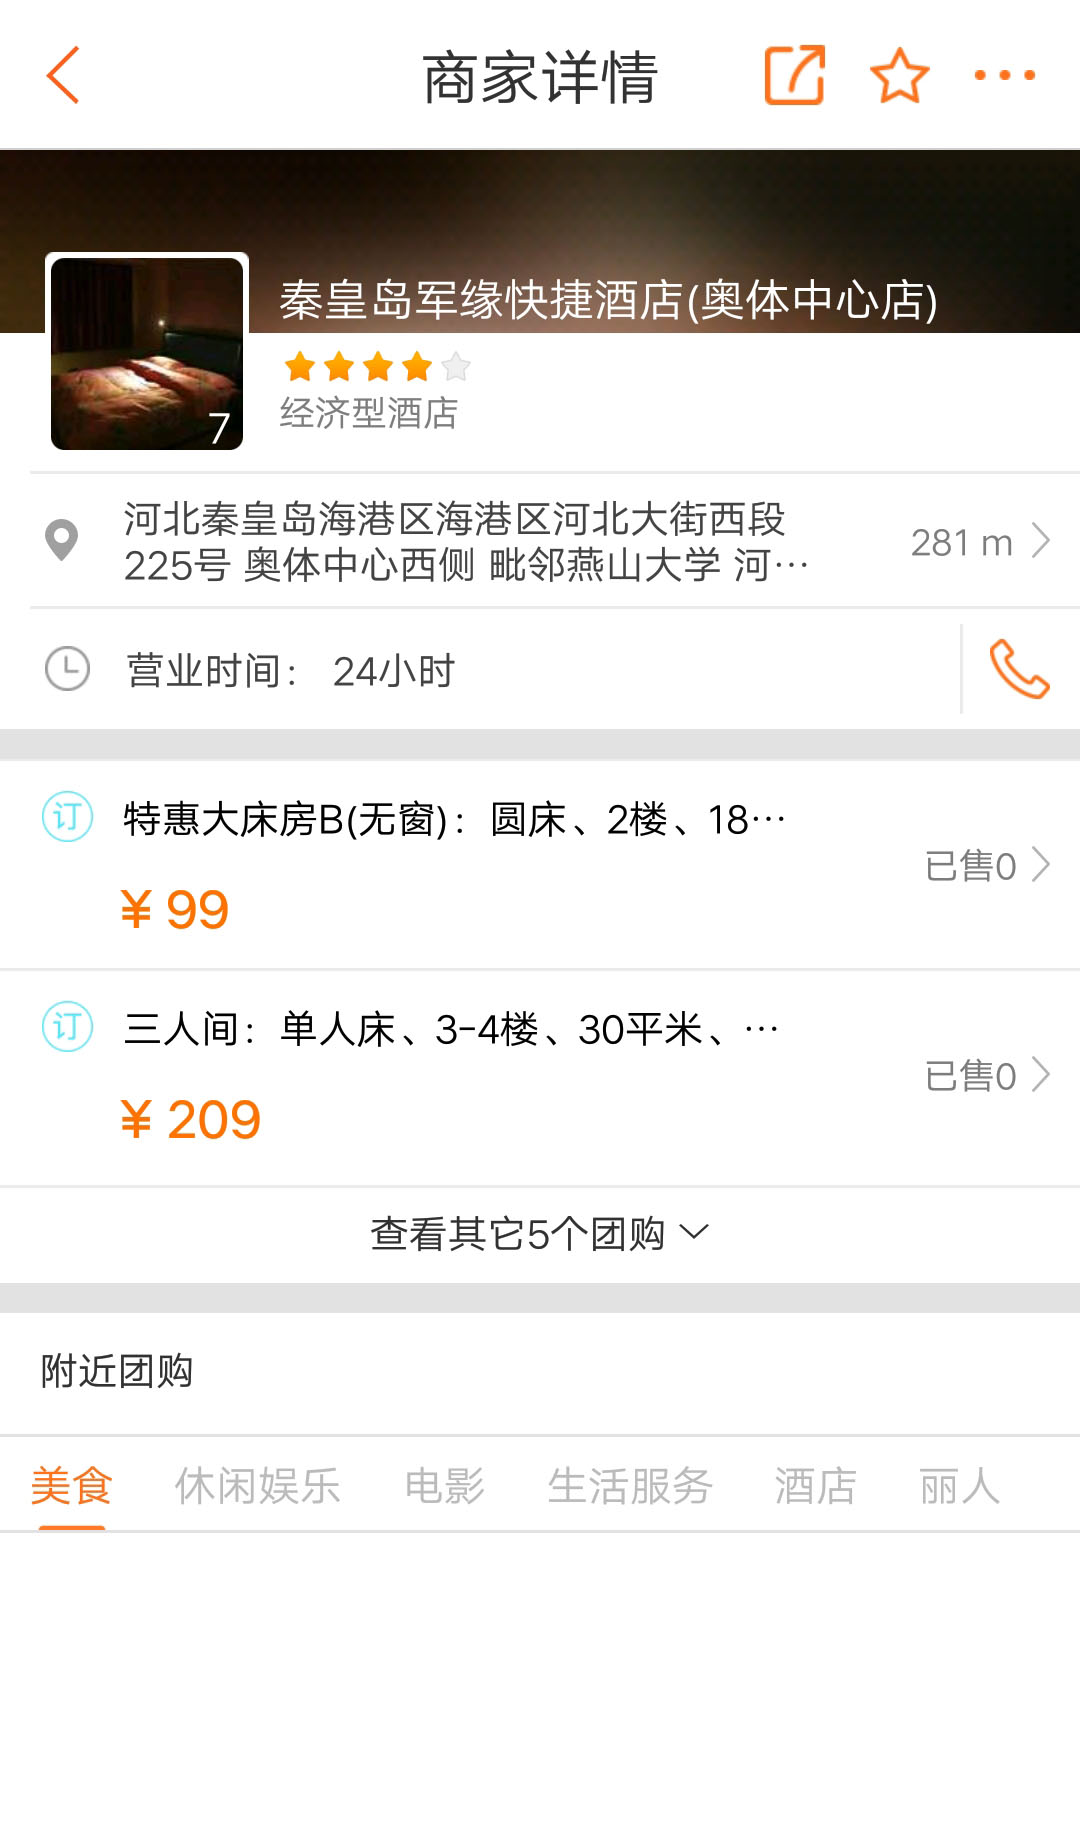 商家详情
秦皇岛军缘快捷酒店(奥体中心店)
7
经济型酒店
河北秦皇岛海港区海港区河北大街西段
225号 奥体中心西侧 毗邻燕山大学 河…
281 m
营业时间： 24小时
订 特惠大床房B(无窗)：圆床、2楼、18…
已售0
¥ 99
订 三人间：单人床、3-4楼、30平米、…
已售0
¥ 209
查看其它5个团购
附近团购
美食 休闲娱乐 电影 生活服务 酒店 丽人